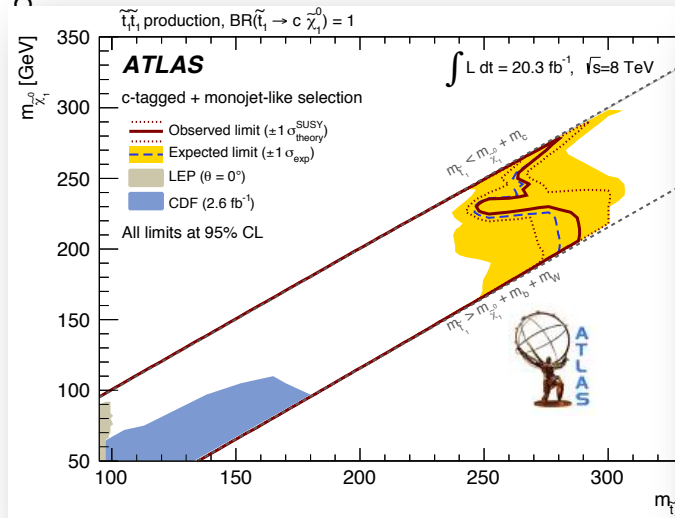 t̃₁t̃₁ production, BR(t̃₁ → c χ̃₁⁰) = 1
ATLAS
∫ L dt = 20.3 fb⁻¹, √s=8 TeV
c-tagged + monojet-like selection
Observed limit (±1 σ^SUSY_theory)
Expected limit (±1 σ_exp)
LEP (θ = 0°)
CDF (2.6 fb⁻¹)
All limits at 95% CL
m_t̃₁ < m_χ̃₁⁰ + m_c
m_t̃₁ > m_χ̃₁⁰ + m_b + m_W
ATLAS
m_χ̃₁⁰ [GeV]
350
300
250
200
150
100
50
100 150 200 250 300